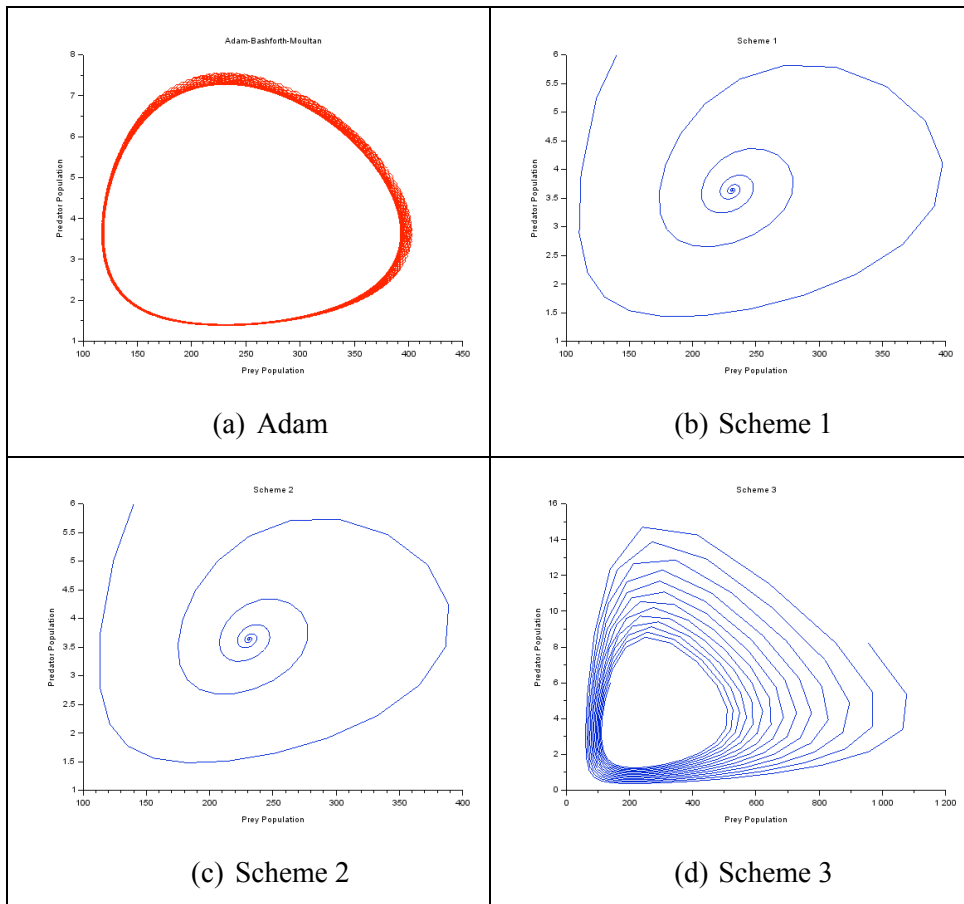 Adam-Bashforth-Moultan
8
7
6
5
4
3
2
1
Predator Population
100 150 200 250 300 350 400 450
Prey Population
(a) Adam
Scheme 1
6
5.5
5
4.5
4
3.5
3
2.5
2
1.5
1
Predator Population
100 150 200 250 300 350 400
Prey Population
(b) Scheme 1
Scheme 2
6
5.5
5
4.5
4
3.5
3
2.5
2
1.5
1
Predator Population
100 150 200 250 300 350 400
Prey Population
(c) Scheme 2
Scheme 3
16
14
12
10
8
6
4
2
0
Predator Population
0 200 400 600 800 1 000 1 200
Prey Population
(d) Scheme 3